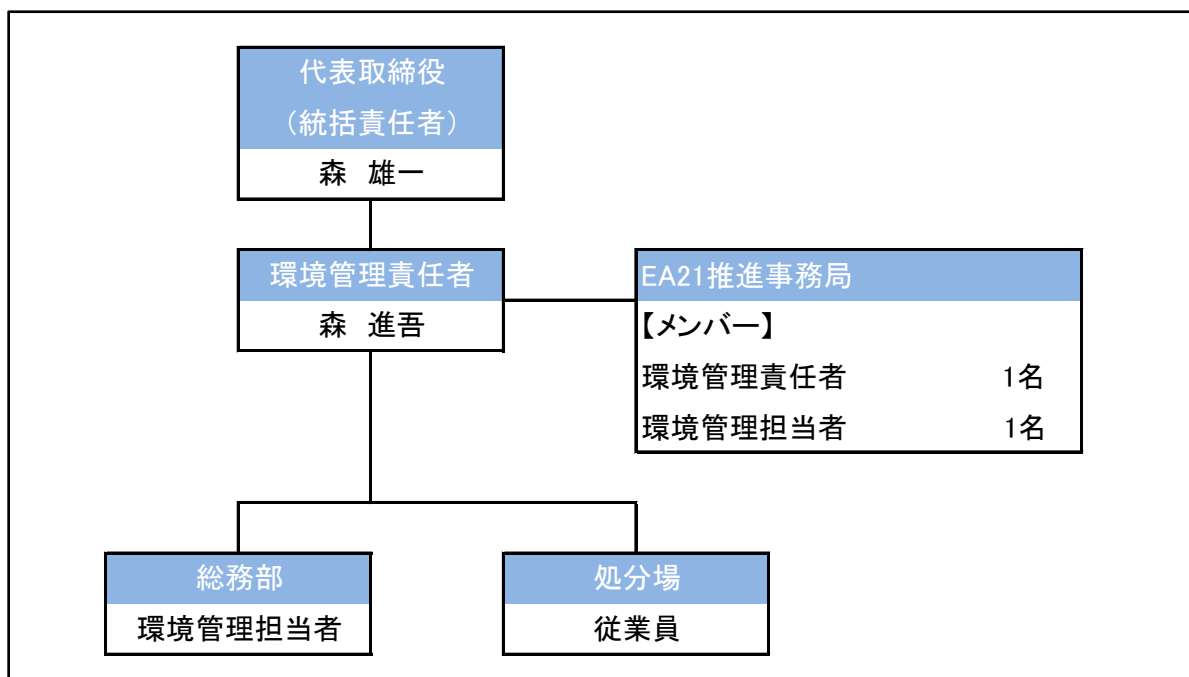 代表取締役
（統括責任者）
森　雄一
環境管理責任者
森　進吾
EA21推進事務局
【メンバー】
環境管理責任者　1名
環境管理担当者　1名
総務部
環境管理担当者
処分場
従業員